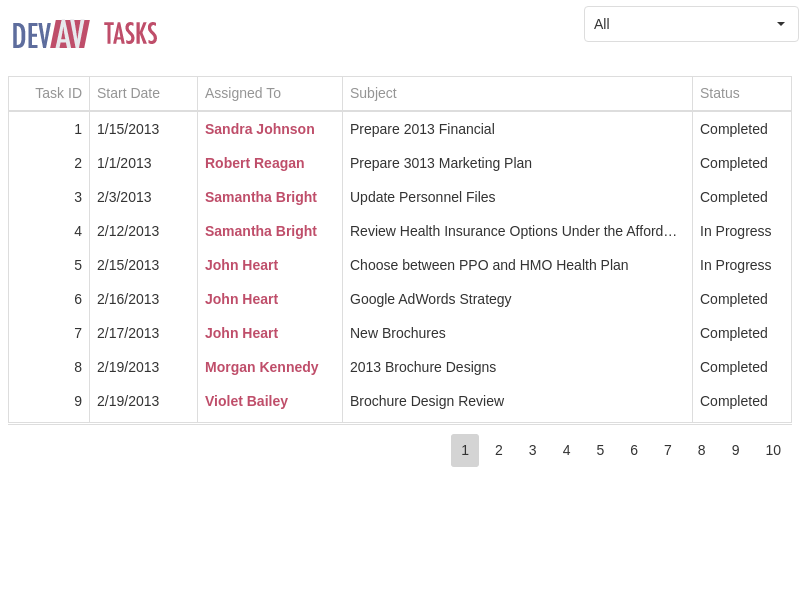 DEVAV TASKS
All
Task ID Start Date Assigned To Subject Status
1 1/15/2013 Sandra Johnson Prepare 2013 Financial Completed
2 1/1/2013 Robert Reagan Prepare 3013 Marketing Plan Completed
3 2/3/2013 Samantha Bright Update Personnel Files Completed
4 2/12/2013 Samantha Bright Review Health Insurance Options Under the Afford… In Progress
5 2/15/2013 John Heart Choose between PPO and HMO Health Plan In Progress
6 2/16/2013 John Heart Google AdWords Strategy Completed
7 2/17/2013 John Heart New Brochures Completed
8 2/19/2013 Morgan Kennedy 2013 Brochure Designs Completed
9 2/19/2013 Violet Bailey Brochure Design Review Completed
1 2 3 4 5 6 7 8 9 10